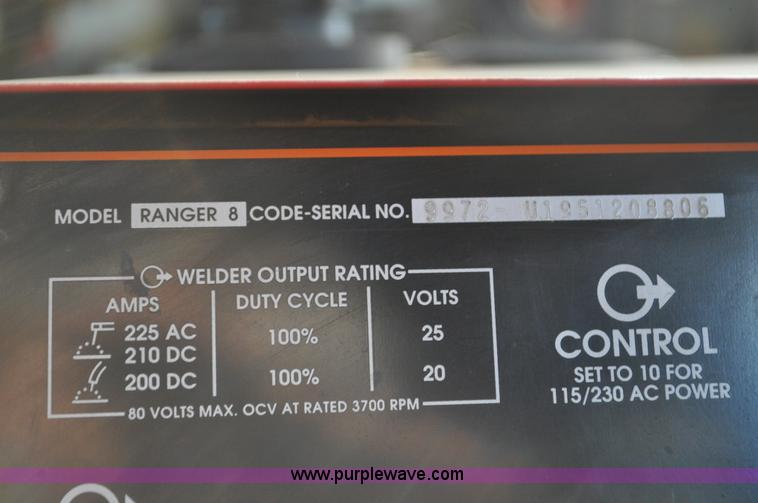 MODEL RANGER 8 CODE-SERIAL NO. 9972- U1951208806
WELDER OUTPUT RATING
AMPS DUTY CYCLE VOLTS
225 AC 100% 25
210 DC
200 DC 100% 20
80 VOLTS MAX. OCV AT RATED 3700 RPM
CONTROL
SET TO 10 FOR
115/230 AC POWER
www.purplewave.com